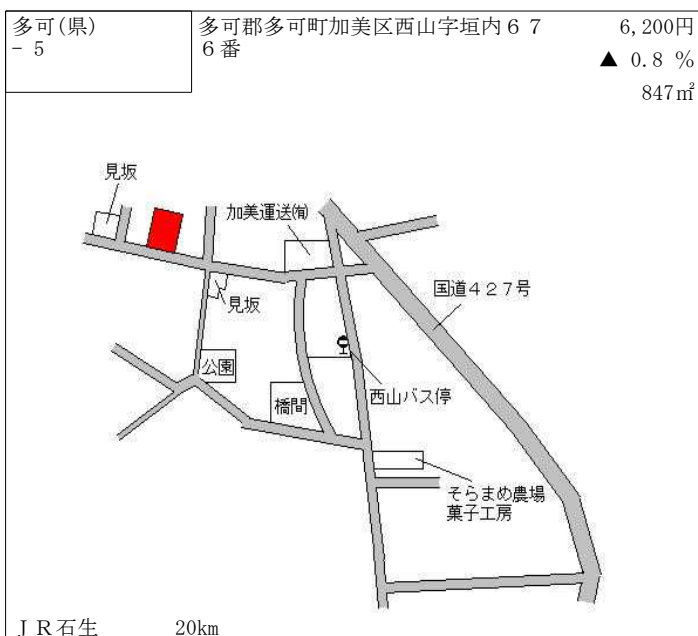 多可(県)
- 5
多可郡多可町加美区西山字垣内６７
６番
6,200円
▲ 0.8 %
847㎡
見坂
加美運送㈲
国道４２７号
見坂
公園
西山バス停
橋間
そらまめ農場
菓子工房
ＪＲ石生 20km